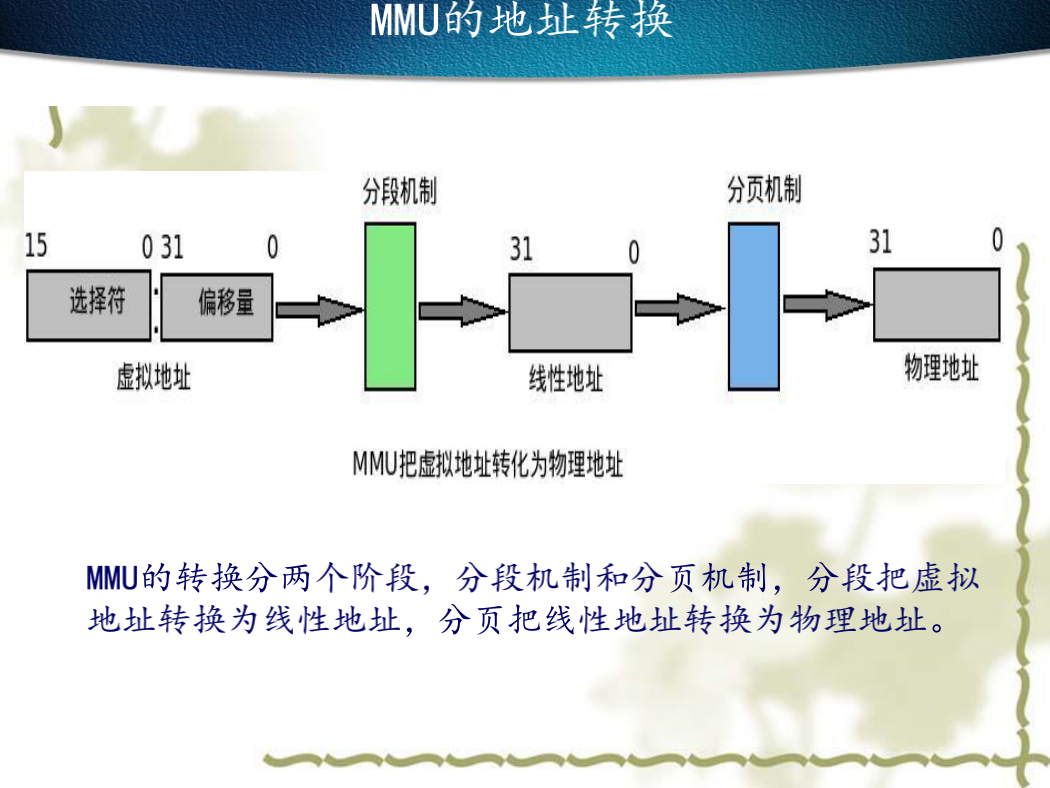 MMU的地址转换
分段机制
分页机制
15 0 31 0
31 0
31 0
选择符 : 偏移量
虚拟地址
线性地址
物理地址
MMU把虚拟地址转化为物理地址
MMU的转换分两个阶段，分段机制和分页机制，分段把虚拟
地址转换为线性地址，分页把线性地址转换为物理地址。